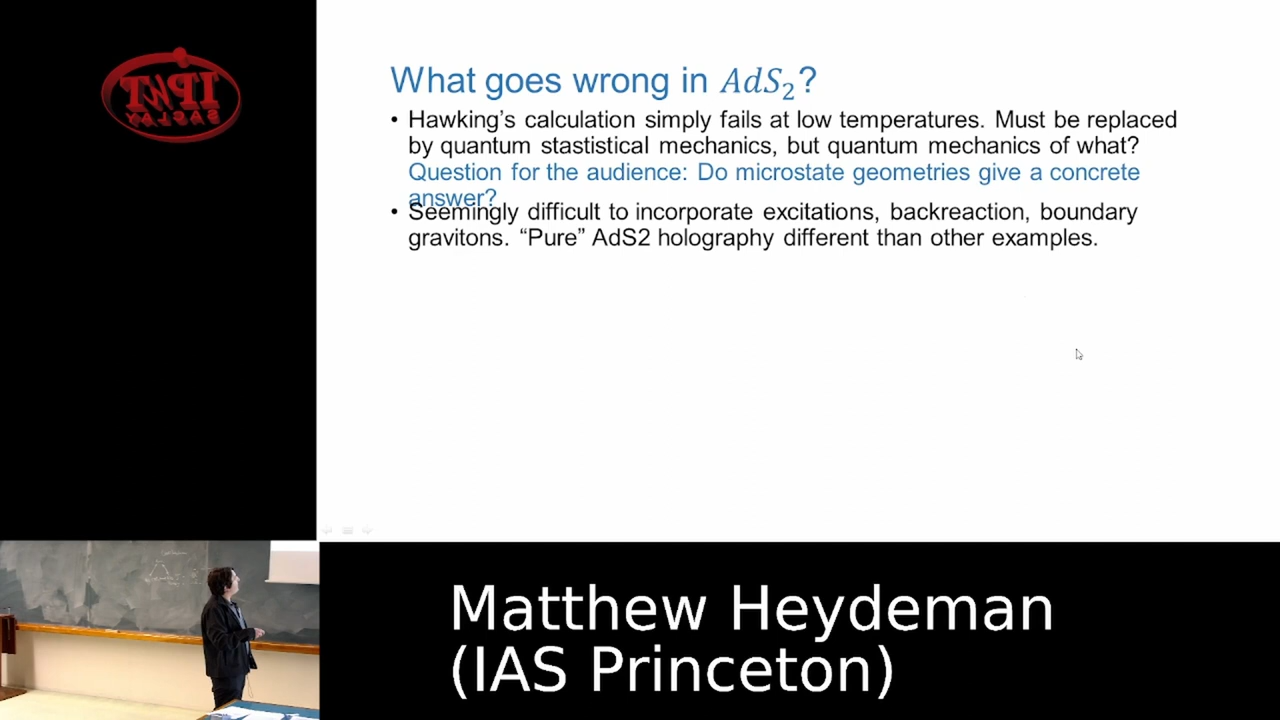 IPhT
SACLAY
What goes wrong in AdS₂?
• Hawking's calculation simply fails at low temperatures. Must be replaced
by quantum stastistical mechanics, but quantum mechanics of what?
Question for the audience: Do microstate geometries give a concrete
answer?
• Seemingly difficult to incorporate excitations, backreaction, boundary
gravitons. “Pure” AdS2 holography different than other examples.
Matthew Heydeman
(IAS Princeton)